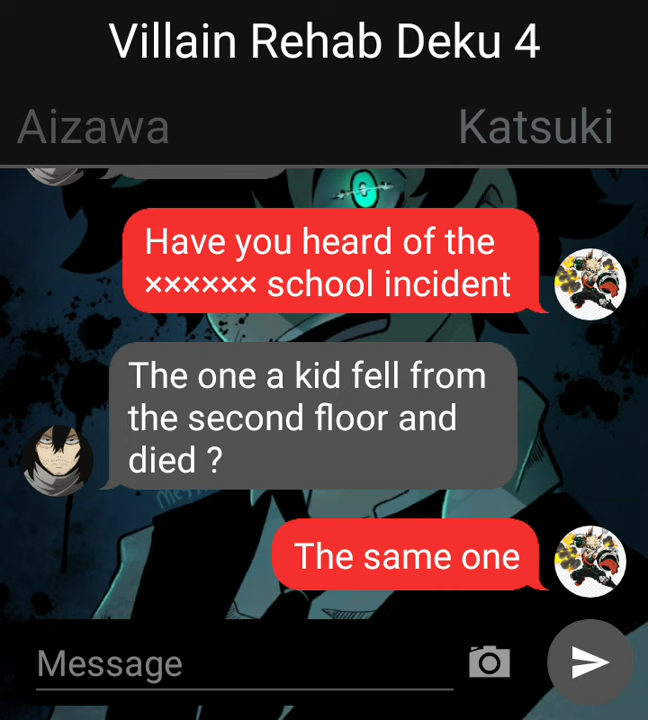 Villain Rehab Deku 4
Aizawa
Katsuki
Have you heard of the
×××××× school incident
The one a kid fell from
the second floor and
died ?
The same one
Message